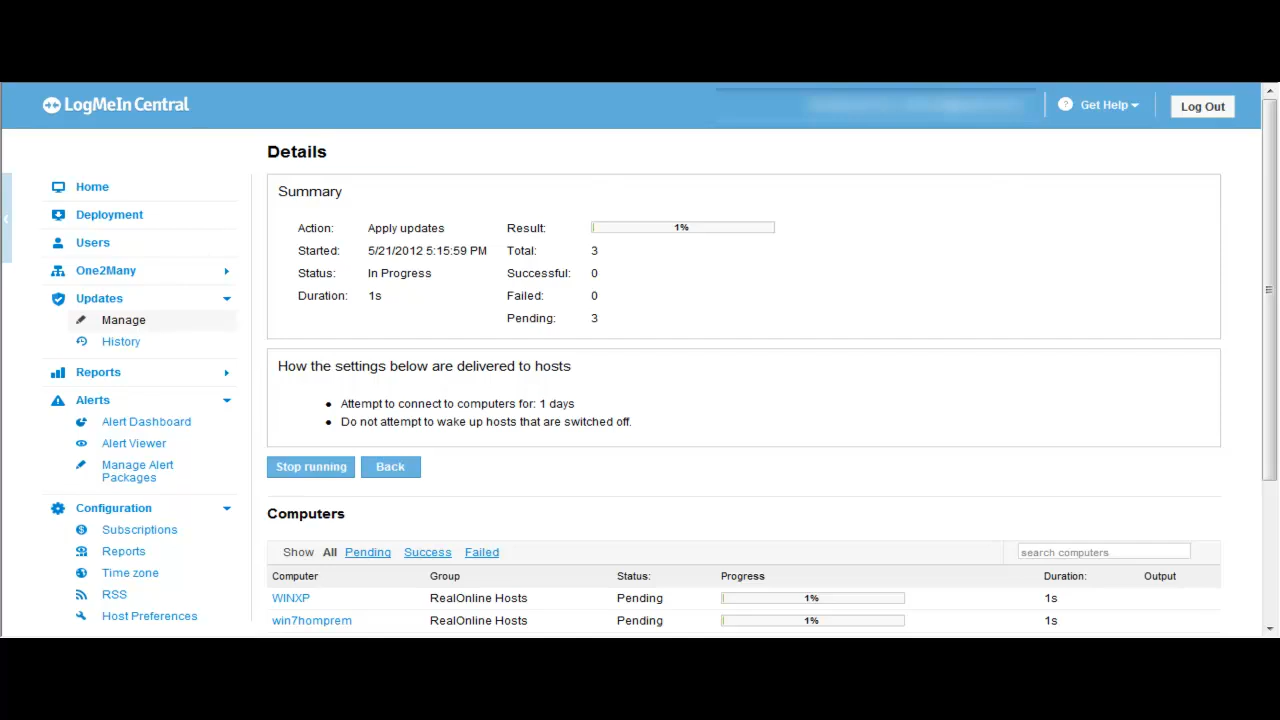 LogMeIn Central
Get Help
Log Out
Home
Deployment
Users
One2Many
Updates
Manage
History
Reports
Alerts
Alert Dashboard
Alert Viewer
Manage Alert
Packages
Configuration
Subscriptions
Reports
Time zone
RSS
Host Preferences
Details
Summary
Action: Apply updates Result: 1%
Started: 5/21/2012 5:15:59 PM Total: 3
Status: In Progress Successful: 0
Duration: 1s Failed: 0
Pending: 3
How the settings below are delivered to hosts
• Attempt to connect to computers for: 1 days
• Do not attempt to wake up hosts that are switched off.
Stop running Back
Computers
Show All Pending Success Failed search computers
Computer Group Status: Progress Duration: Output
WINXP RealOnline Hosts Pending 1% 1s
win7homprem RealOnline Hosts Pending 1% 1s